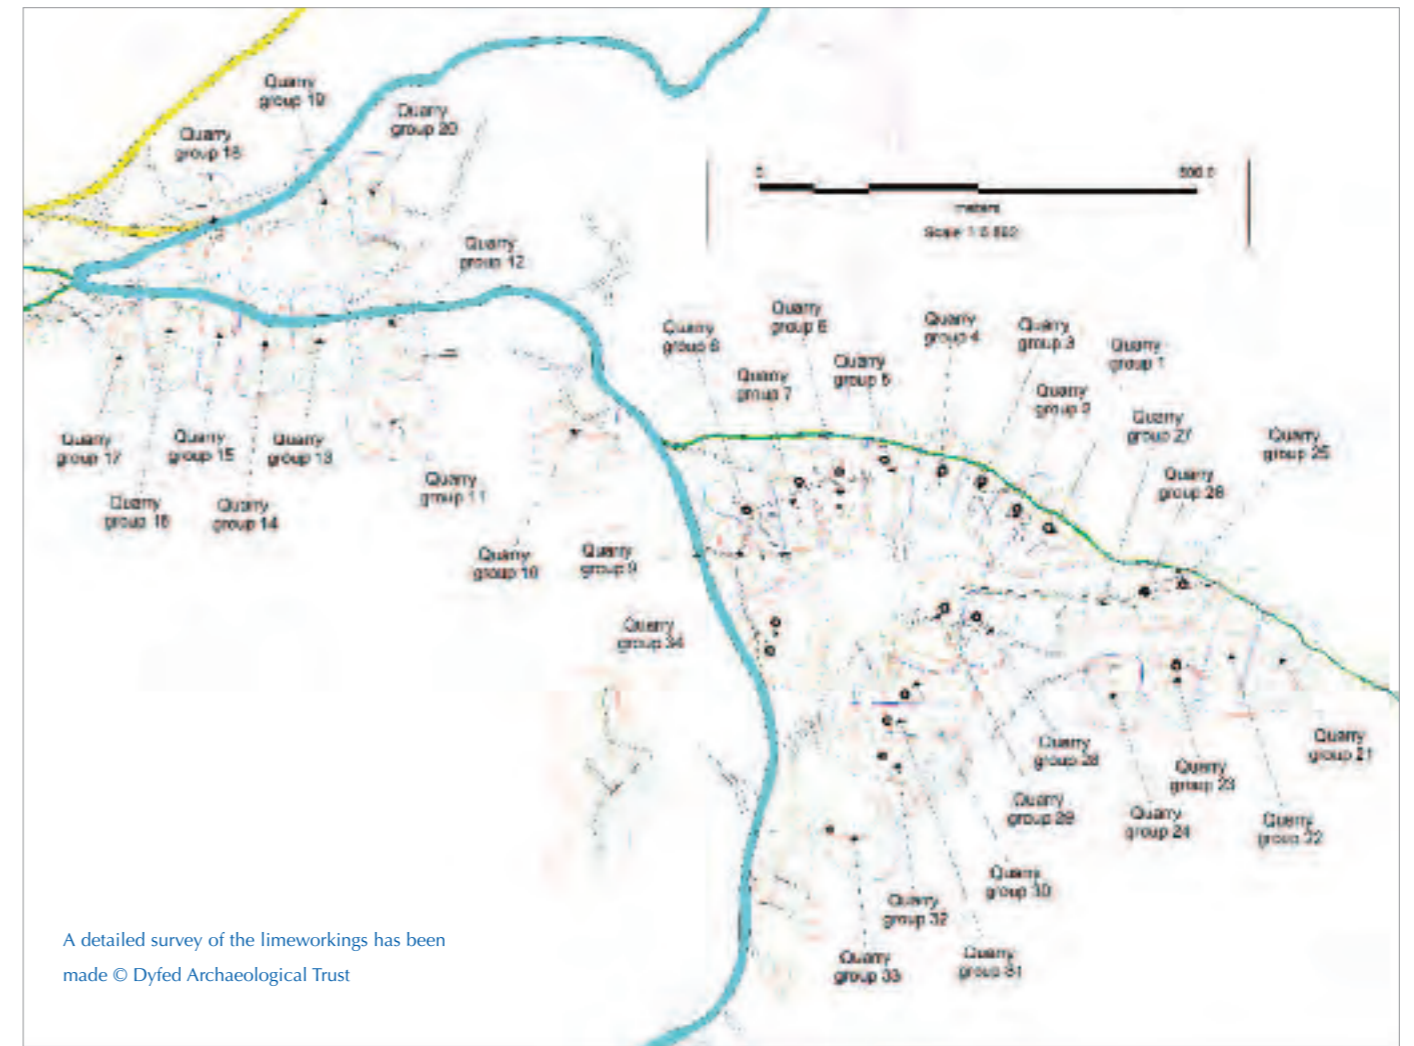 Quarry
group 19
Quarry
group 20
Quarry
group 18
0
500.0
meters
Quarry
group 12
Quarry
group 6
Quarry
group 4
Quarry
group 3
Quarry
Quarry
group 1
Quarry
group 7
Quarry
group 5
Quarry
group 2
Quarry
group 27
Quarry
group 25
Quarry
Quarry
group 17
Quarry
group 15
Quarry
group 13
Quarry
group 11
Quarry
group 16
Quarry
group 14
Quarry
group 10
Quarry
group 9
Quarry
group 34
Quarry
Quarry
group 21
Quarry
group 23
Quarry
group 29
Quarry
group 24
Quarry
group 22
Quarry
group 30
Quarry
group 32
Quarry
group 33
Quarry
group 31
A detailed survey of the limeworkings has been
made © Dyfed Archaeological Trust